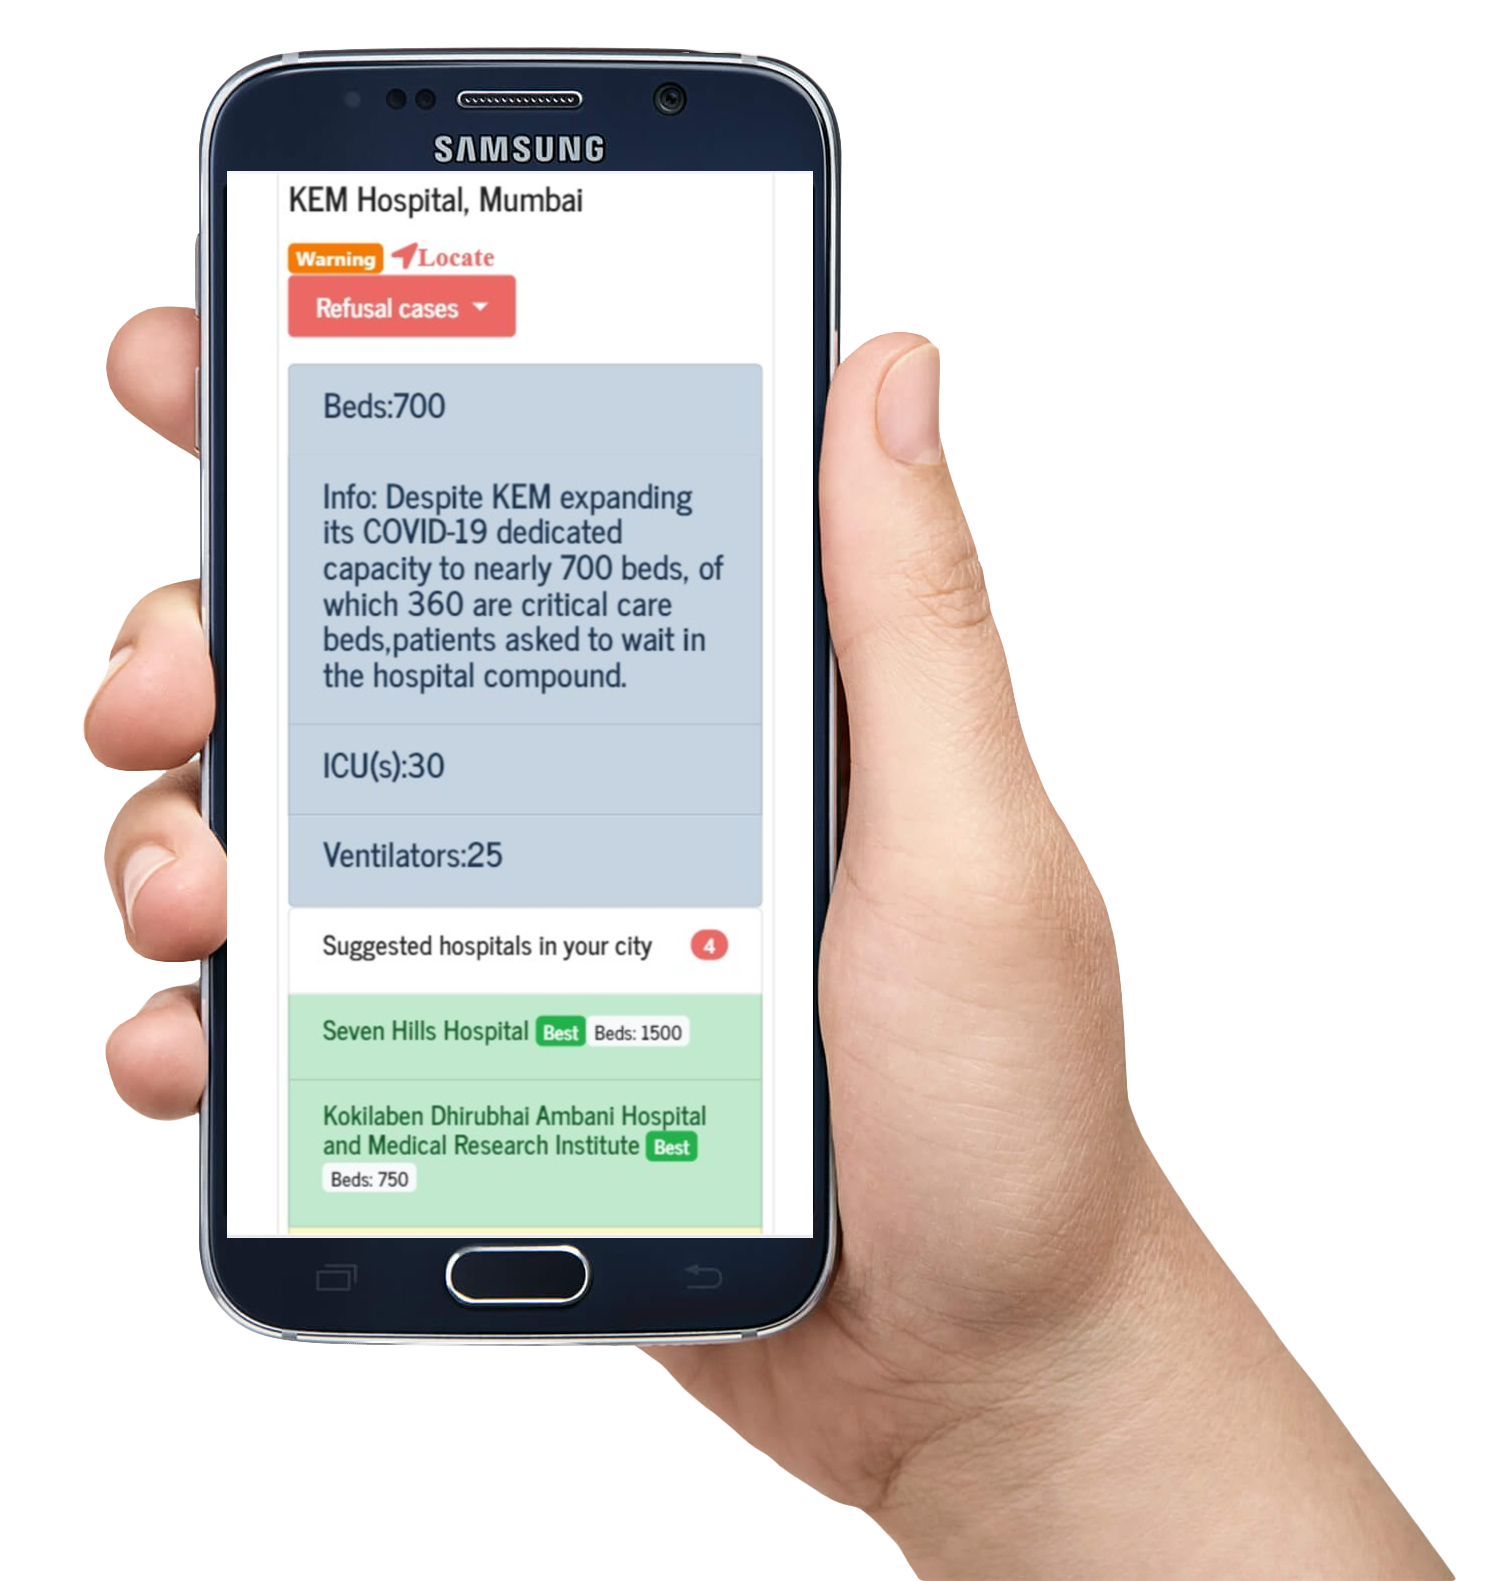 SAMSUNG
KEM Hospital, Mumbai
Warning Locate
Refusal cases
Beds:700
Info: Despite KEM expanding
its COVID-19 dedicated
capacity to nearly 700 beds, of
which 360 are critical care
beds,patients asked to wait in
the hospital compound.
ICU(s):30
Ventilators:25
Suggested hospitals in your city 4
Seven Hills Hospital Best Beds: 1500
Kokilaben Dhirubhai Ambani Hospital
and Medical Research Institute Best
Beds: 750